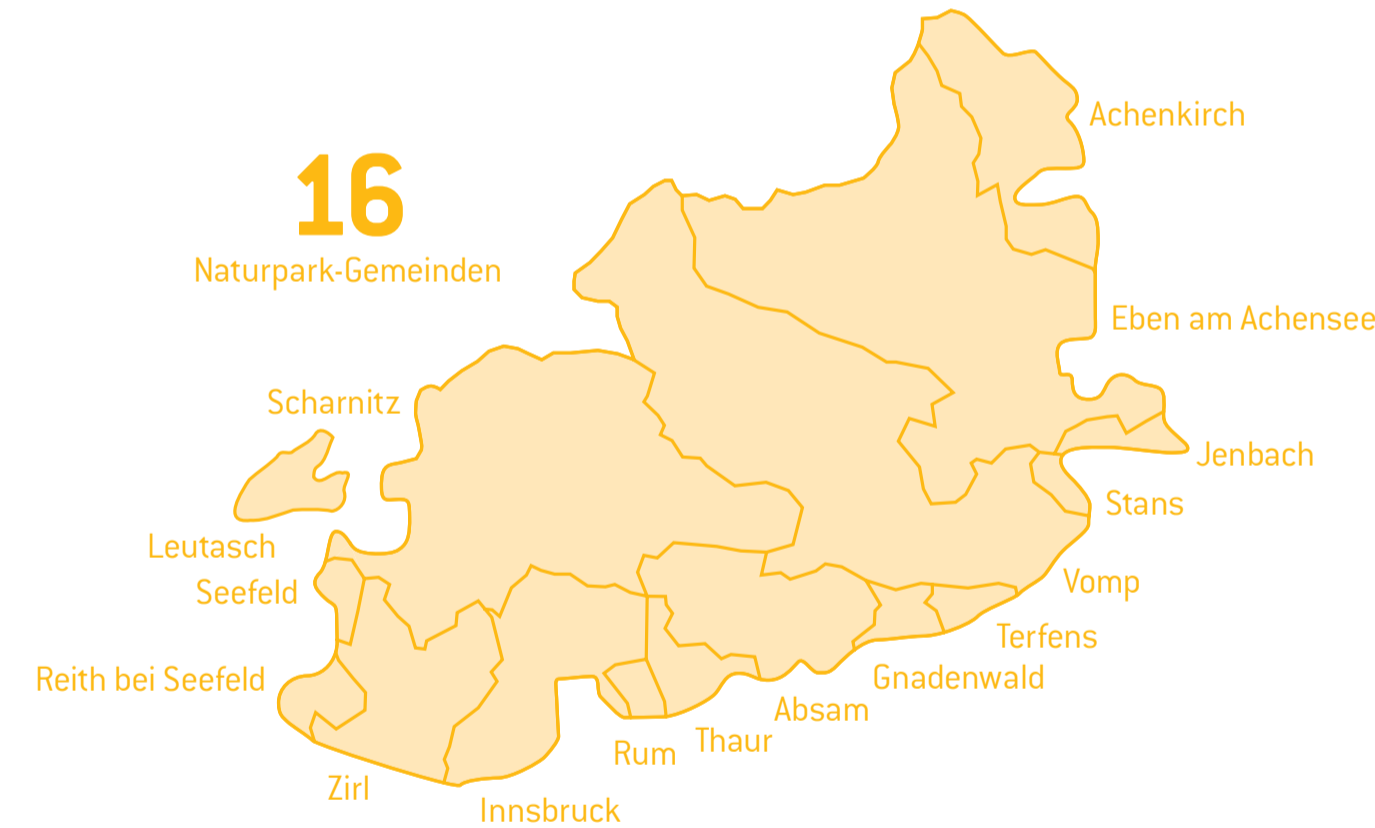 16
Naturpark-Gemeinden
Achenkirch
Eben am Achensee
Scharnitz
Jenbach
Stans
Leutasch
Seefeld
Vomp
Terfens
Reith bei Seefeld
Gnadenwald
Absam
Thaur
Rum
Zirl
Innsbruck